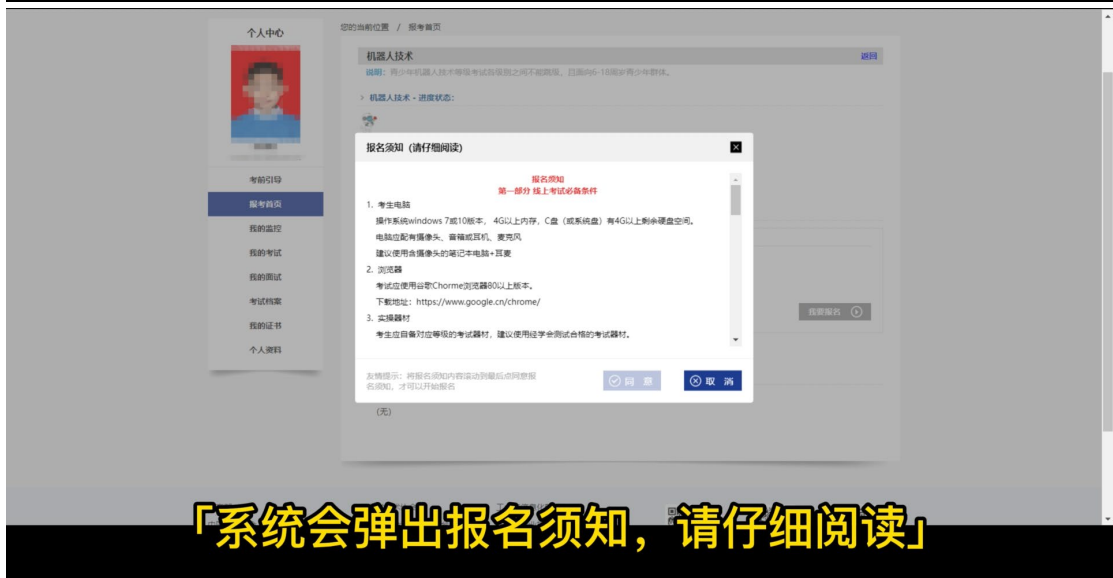 个人中心
您的当前位置 / 报考首页
机器人技术
返回
说明：青少年机器人技术等级考试各级别之间不能跳级，且面向6-18周岁青少年群体。
> 机器人技术 - 进度状态：
报名须知（请仔细阅读）
报名须知
第一部分 线上考试必备条件
1. 考生电脑
操作系统windows 7或10版本， 4G以上内存，C盘（或系统盘）有4G以上剩余硬盘空间。
电脑应配有摄像头、音箱或耳机、麦克风
建议使用含摄像头的笔记本电脑+耳麦
2. 浏览器
考试应使用谷歌Chorme浏览器80以上版本。
下载地址：https://www.google.cn/chrome/
3. 实操器材
考生应自备对应等级的考试器材，建议使用经学会测试合格的考试器材。
友情提示：将报名须知内容滚动到最后点同意报
名须知，才可以开始报名
同 意
取 消
考前引导
报考首页
我的监控
我的考试
我的面试
考试档案
我的证书
个人资料
我要报名
（无）
「系统会弹出报名须知，请仔细阅读」